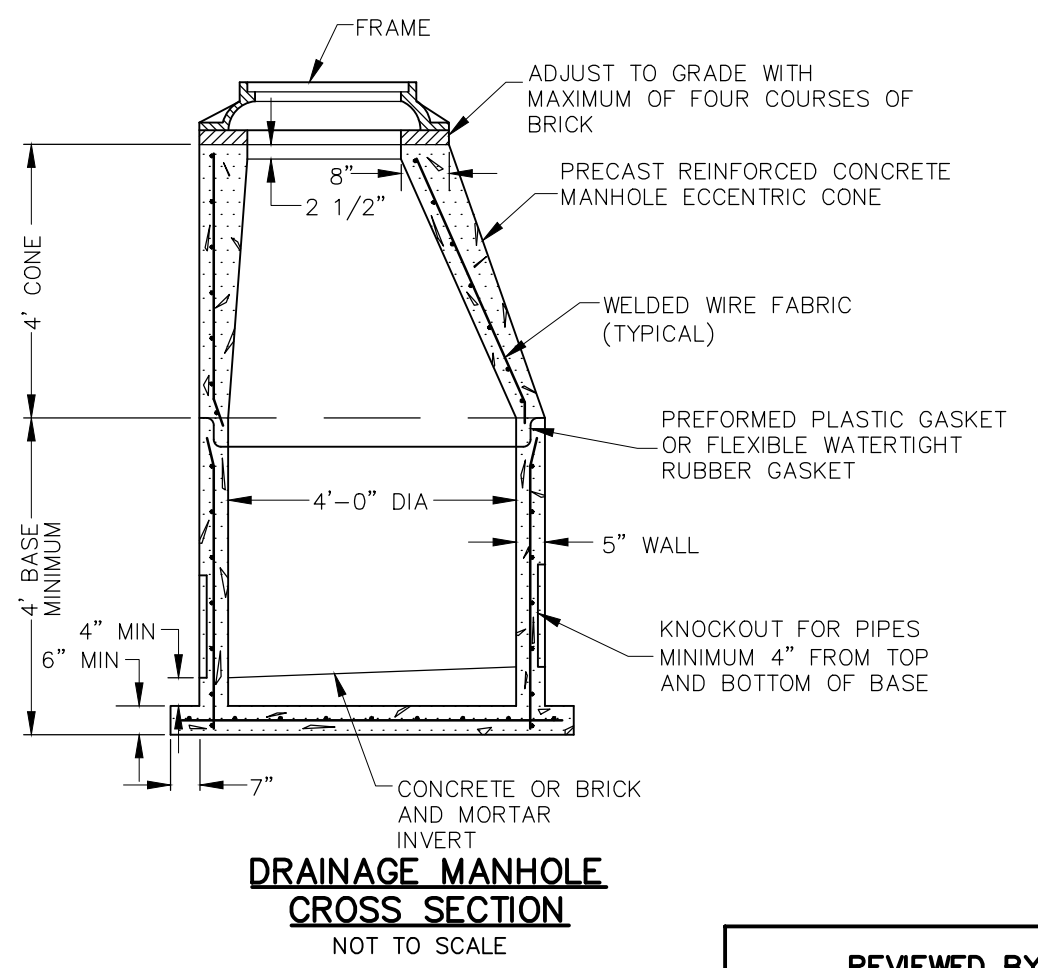 FRAME
ADJUST TO GRADE WITH
MAXIMUM OF FOUR COURSES OF
BRICK
PRECAST REINFORCED CONCRETE
MANHOLE ECCENTRIC CONE
8"
2 1/2"
4' CONE
WELDED WIRE FABRIC
(TYPICAL)
PREFORMED PLASTIC GASKET
OR FLEXIBLE WATERTIGHT
RUBBER GASKET
4'-0" DIA
5" WALL
4' BASE
MINIMUM
4" MIN
6" MIN
KNOCKOUT FOR PIPES
MINIMUM 4" FROM TOP
AND BOTTOM OF BASE
7"
CONCRETE OR BRICK
AND MORTAR
INVERT
DRAINAGE MANHOLE
CROSS SECTION
NOT TO SCALE
REVIEWED BY